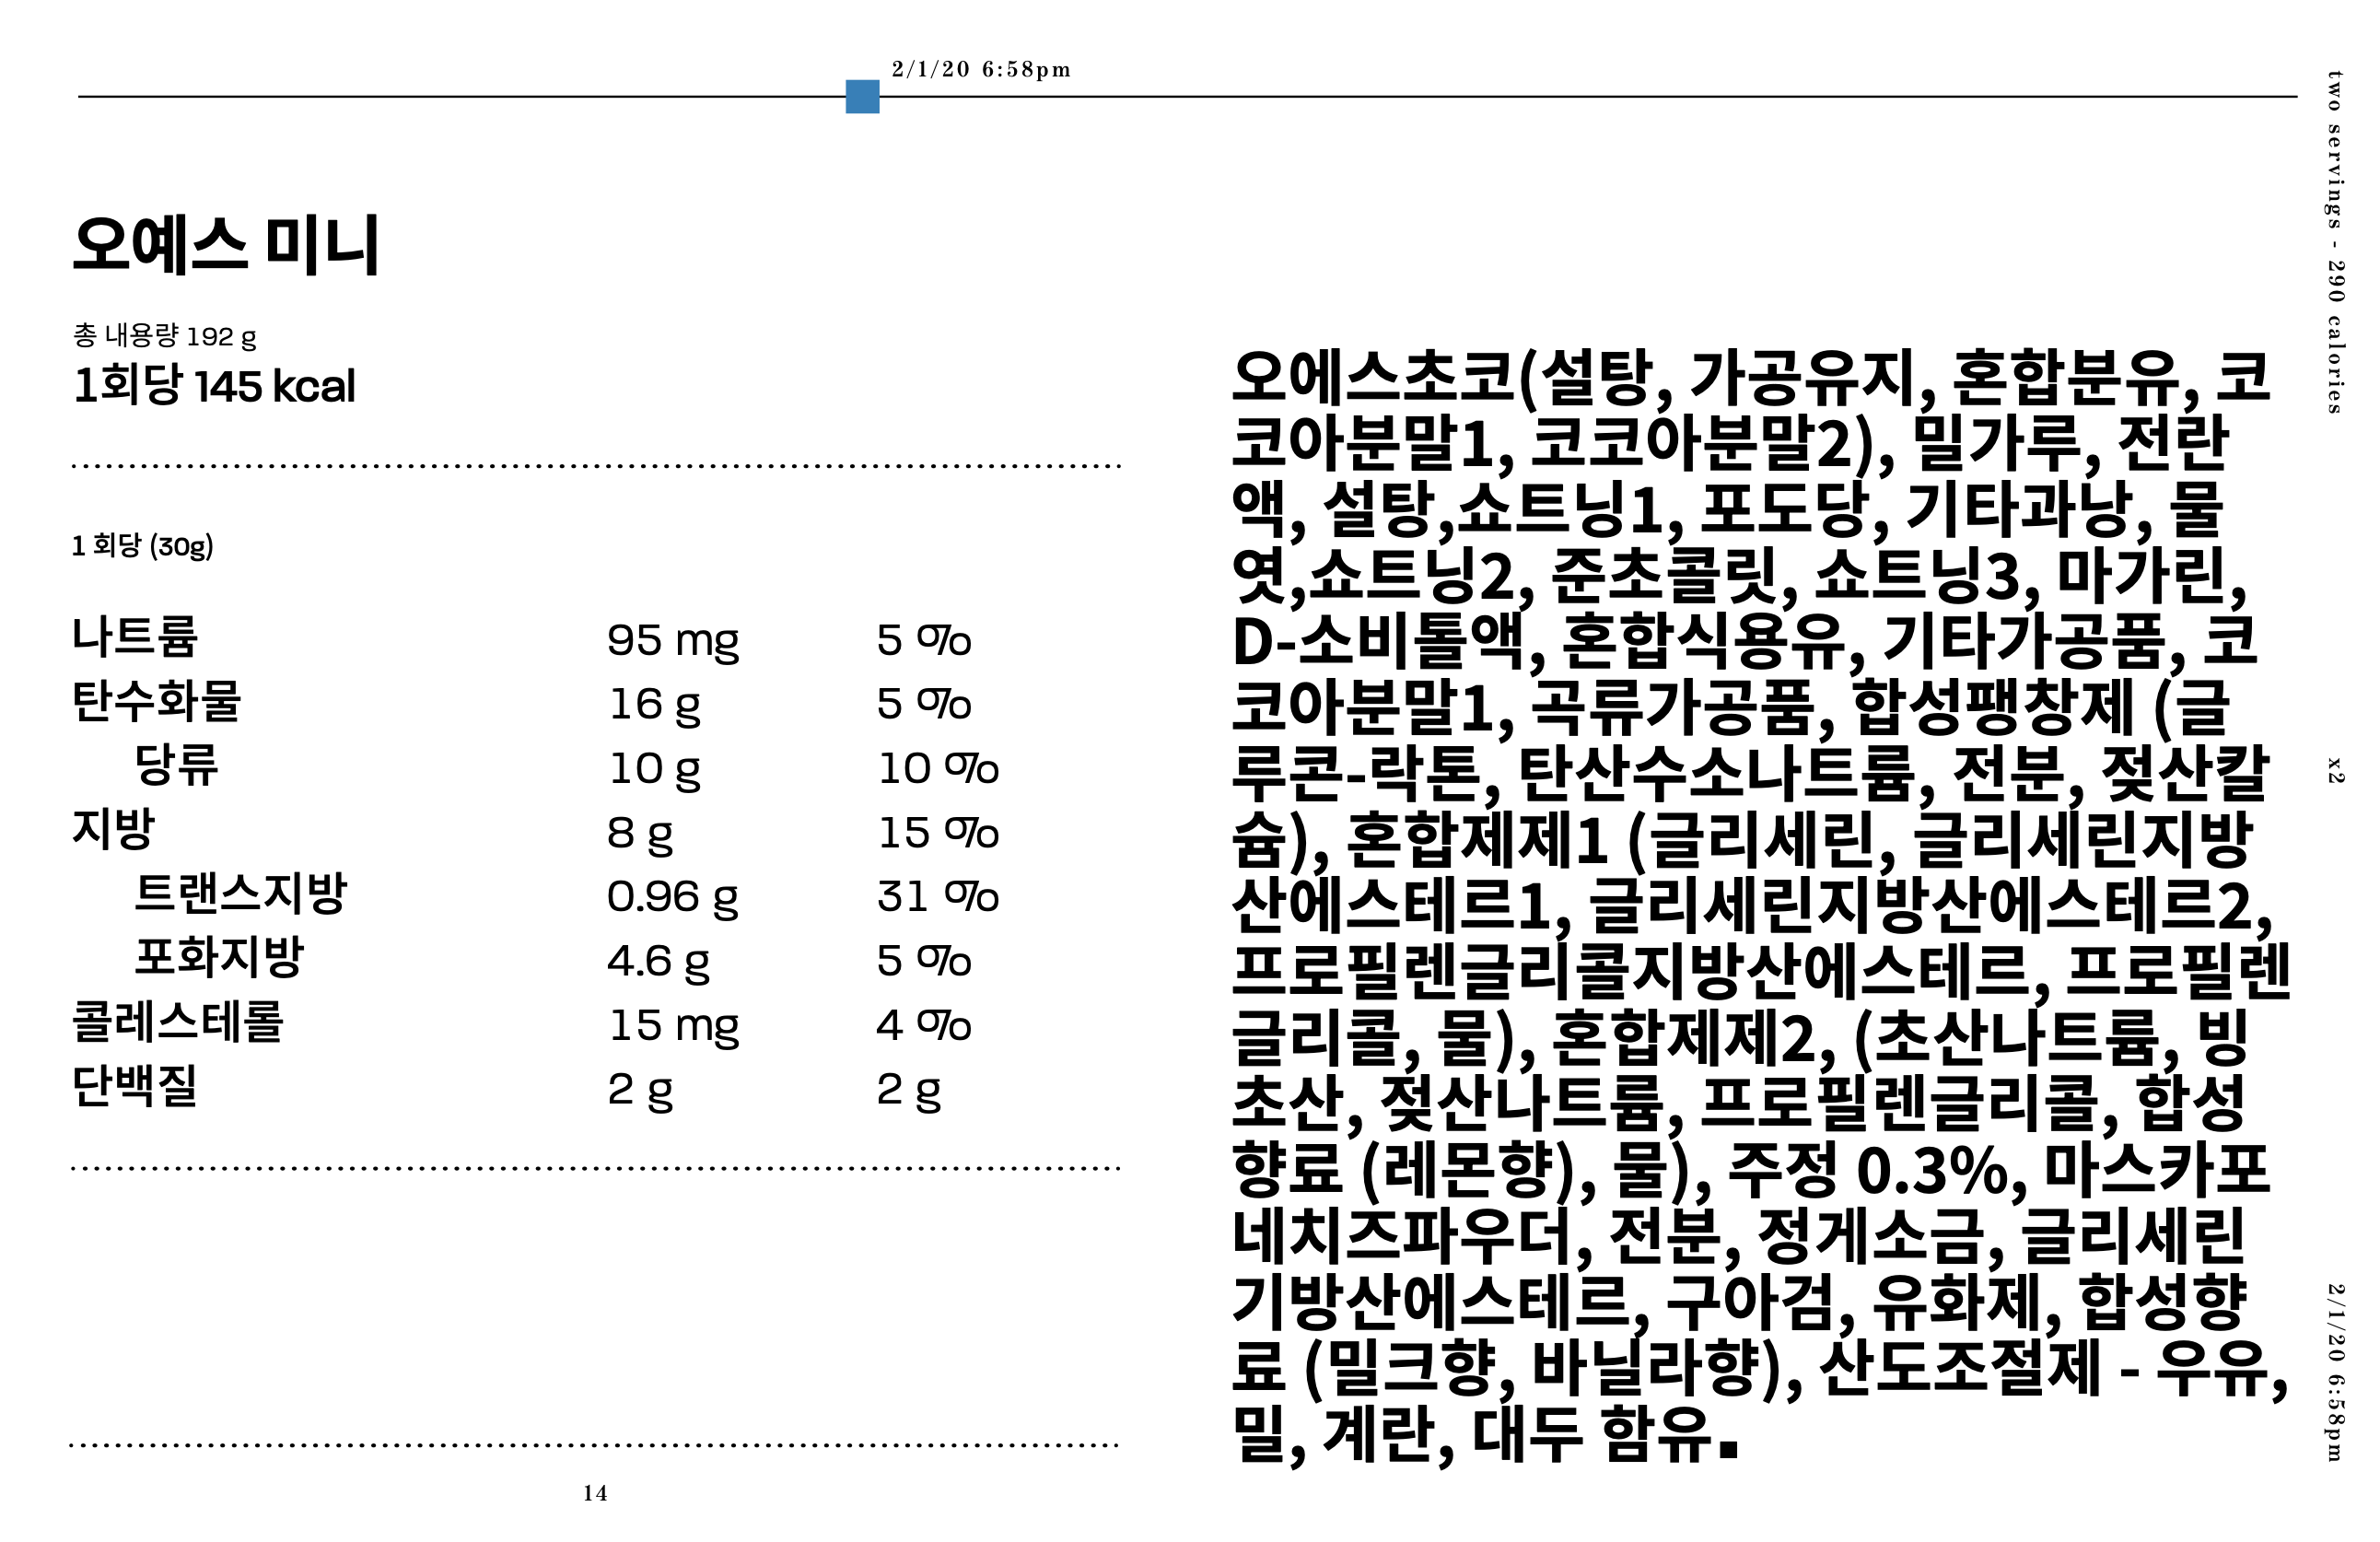 2/1/20 6:58pm
오예스 미니
총 내용량 192 g
1회당 145 kcal
1 회당 (30g)
나트륨 95 mg 5 %
탄수화물 16 g 5 %
당류 10 g 10 %
지방 8 g 15 %
트랜스지방 0.96 g 31 %
포화지방 4.6 g 5 %
콜레스테롤 15 mg 4 %
단백질 2 g 2 g
14
오에스초코(설탕, 가공유지, 혼합분유, 코
코아분말1, 코코아분말2), 밀가루, 전란
액, 설탕,쇼트닝1, 포도당, 기타과낭, 물
엿,쇼트닝2, 준초콜릿, 쇼트닝3, 마가린,
D-소비톨액, 혼합식용유, 기타가공품, 코
코아분말1, 곡류가공품, 합성팽창제 (글
루콘-락톤, 탄산수소나트륨, 전분, 젖산칼
슘), 혼합제제1 (글리세린, 글리세린지방
산에스테르1, 글리세린지방산에스테르2,
프로필렌글리콜지방산에스테르, 프로필렌
글리콜, 물), 혼합제제2, (초산나트륨, 빙
초산, 젖산나트륨, 프로필렌글리콜, 합성
향료 (레몬향), 물), 주정 0.3%, 마스카포
네치즈파우더, 전분, 정게소금, 글리세린
기방산에스테르, 구아검, 유화제, 합성향
료 (밀크향, 바닐라향), 산도조절제 - 우유,
밀, 계란, 대두 함유.
two servings - 290 calories
x2
2/1/20 6:58pm